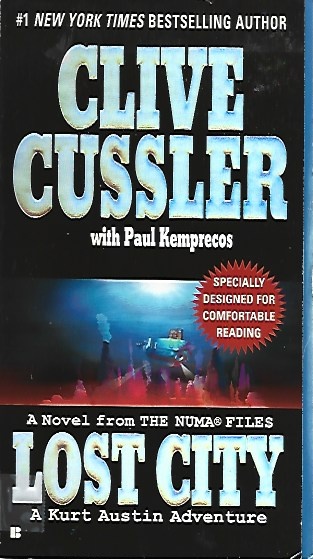 #1 NEW YORK TIMES BESTSELLING AUTHOR
CLIVE
CUSSLER
with Paul Kemprecos
SPECIALLY
DESIGNED FOR
COMFORTABLE
READING
A Novel from THE NUMA® FILES
LOST CITY
A Kurt Austin Adventure
B